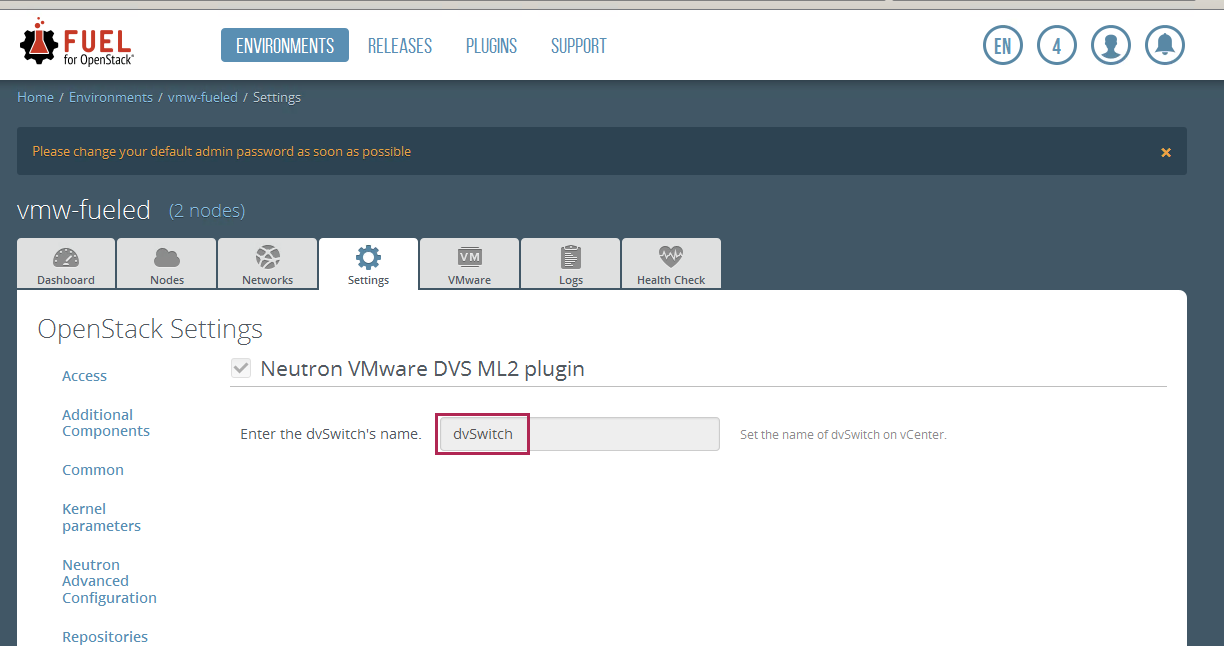 FUEL
for OpenStack
ENVIRONMENTS RELEASES PLUGINS SUPPORT
EN 4
Home / Environments / vmw-fueled / Settings
Please change your default admin password as soon as possible
vmw-fueled (2 nodes)
VM
Dashboard Nodes Networks Settings VMware Logs Health Check
OpenStack Settings
Neutron VMware DVS ML2 plugin
Access
Additional
Components
Enter the dvSwitch's name. dvSwitch Set the name of dvSwitch on vCenter.
Common
Kernel
parameters
Neutron
Advanced
Configuration
Repositories